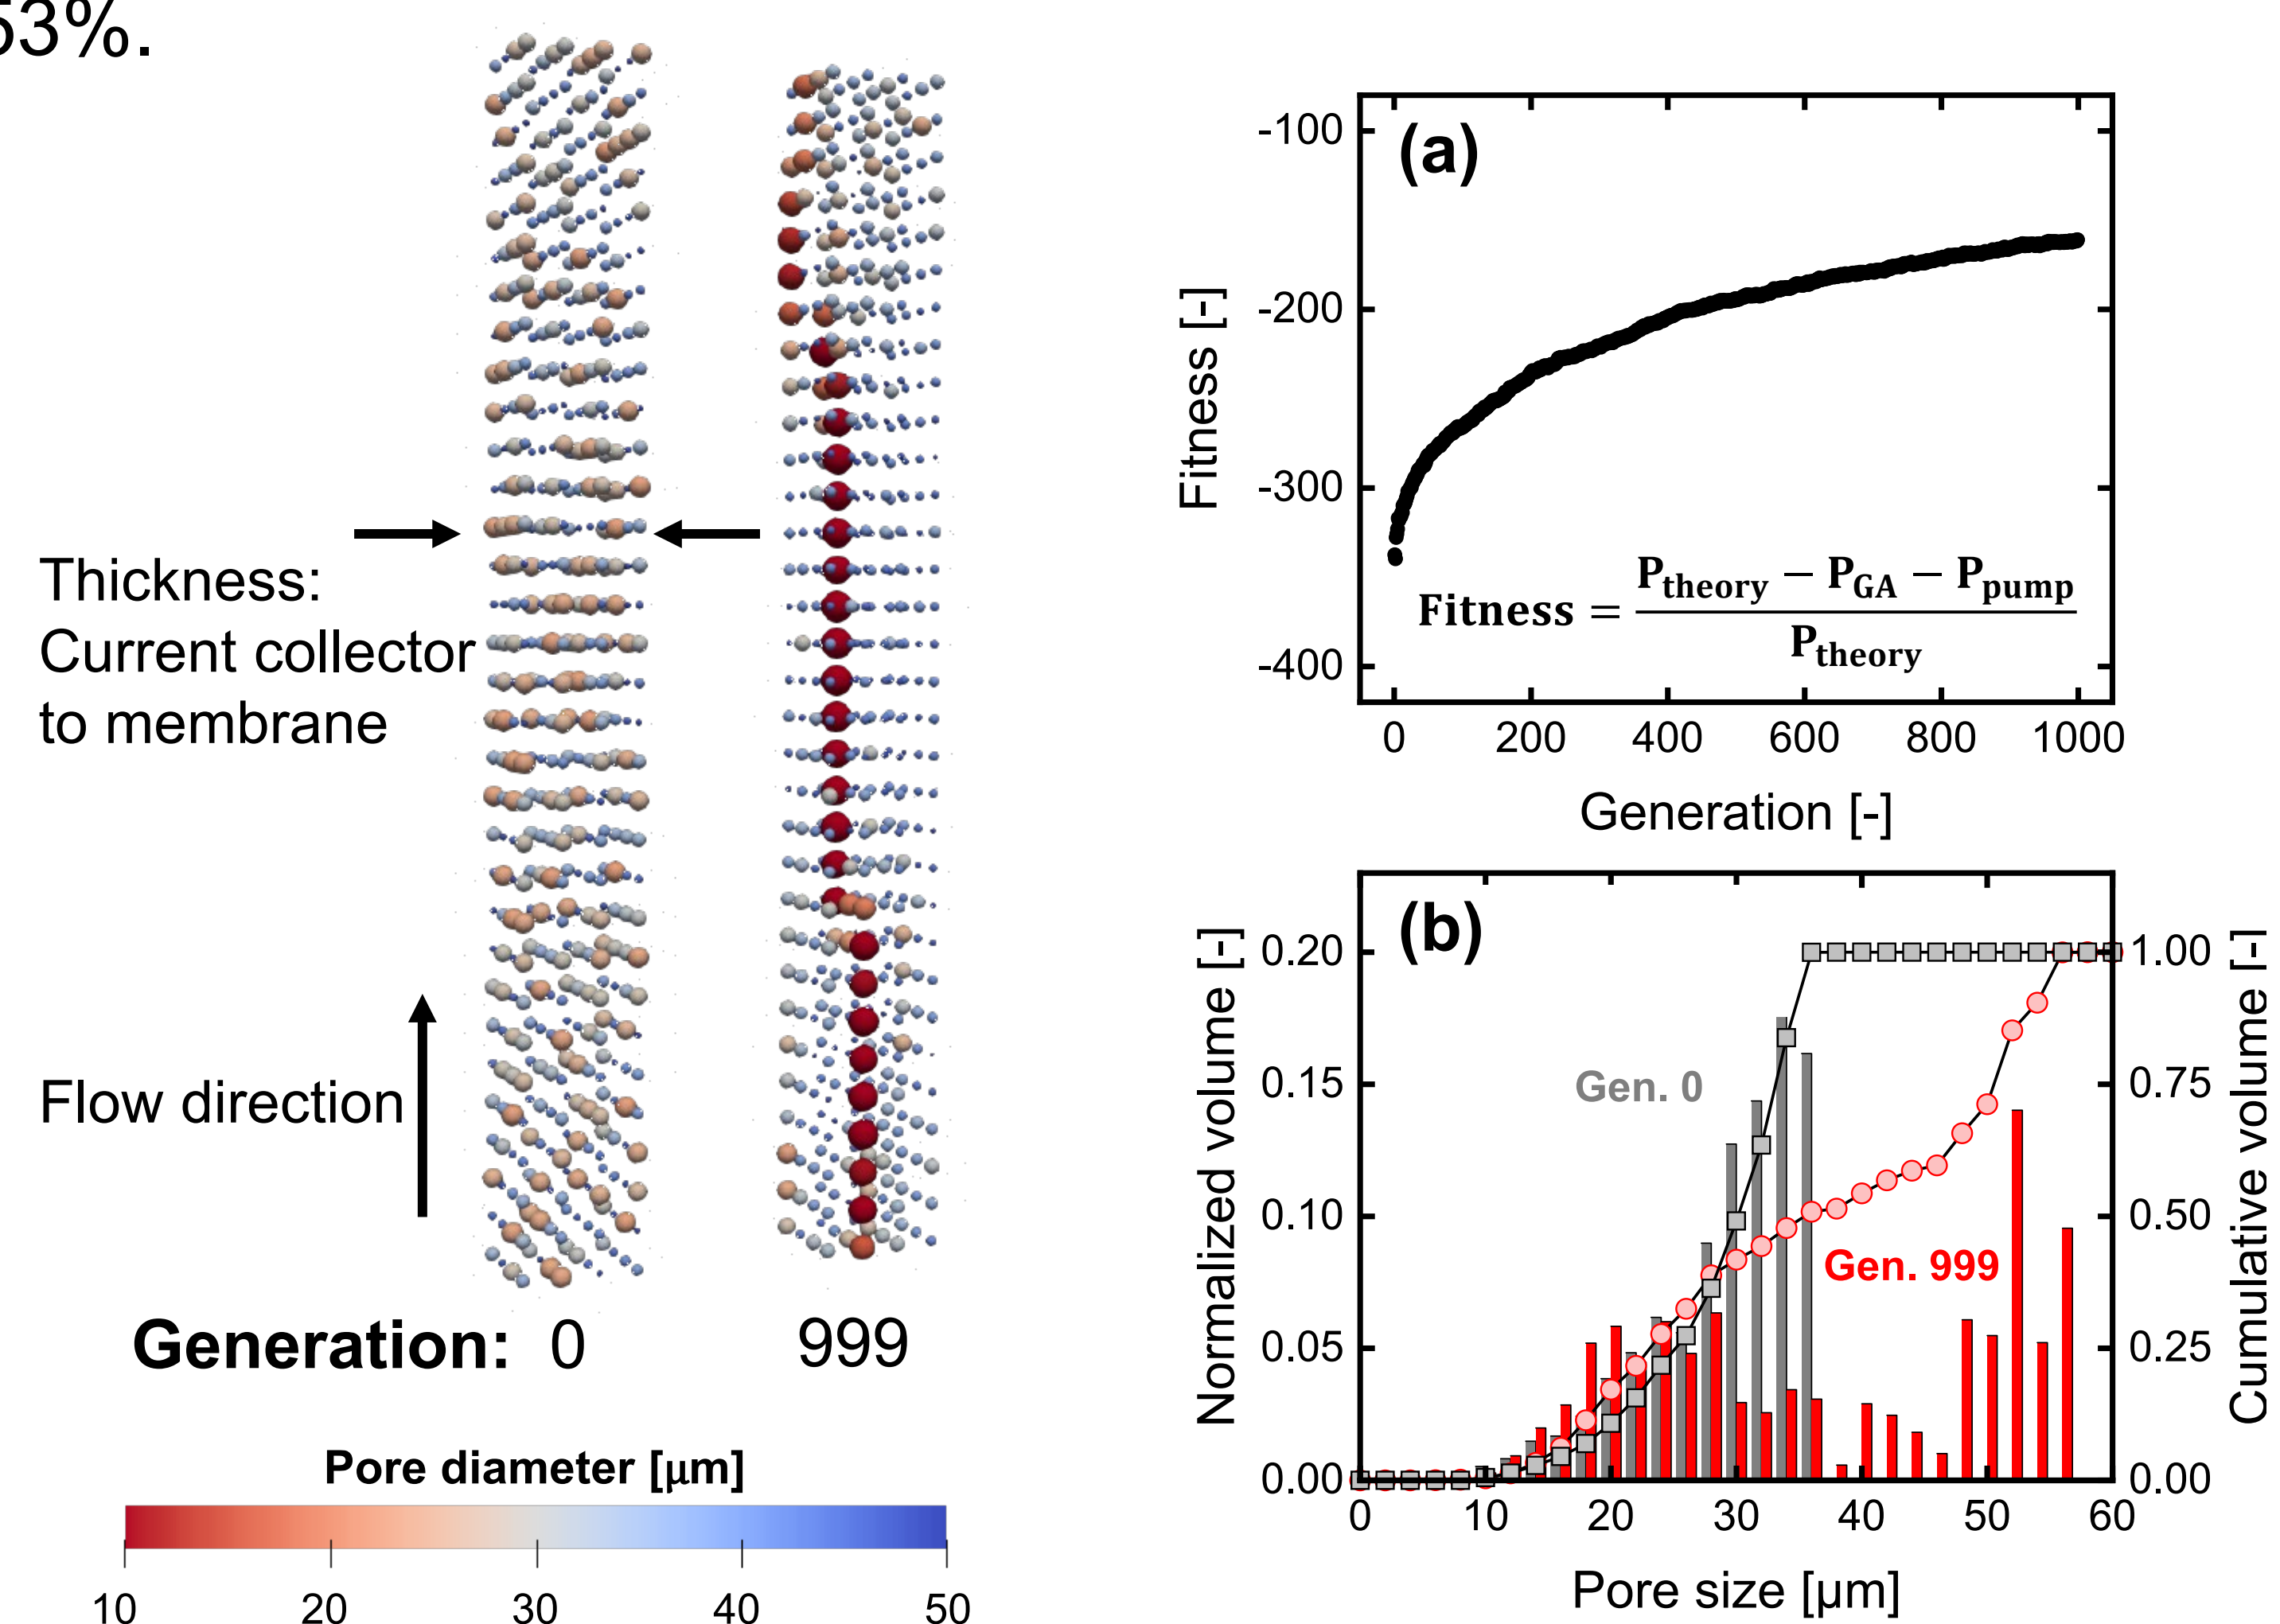 53%.
Thickness:
Current collector
to membrane
Flow direction
Generation: 0 999
Pore diameter [μm]
10 20 30 40 50
(a)
Fitness [-]
-100
-200
-300
-400
Fitness = (P_theory − P_GA − P_pump) / P_theory
0 200 400 600 800 1000
Generation [-]
(b)
Normalized volume [-]
0.20
0.15
0.10
0.05
0.00
Gen. 0
Gen. 999
1.00
0.75
0.50
0.25
0.00
Cumulative volume [-]
0 10 20 30 40 50 60
Pore size [μm]